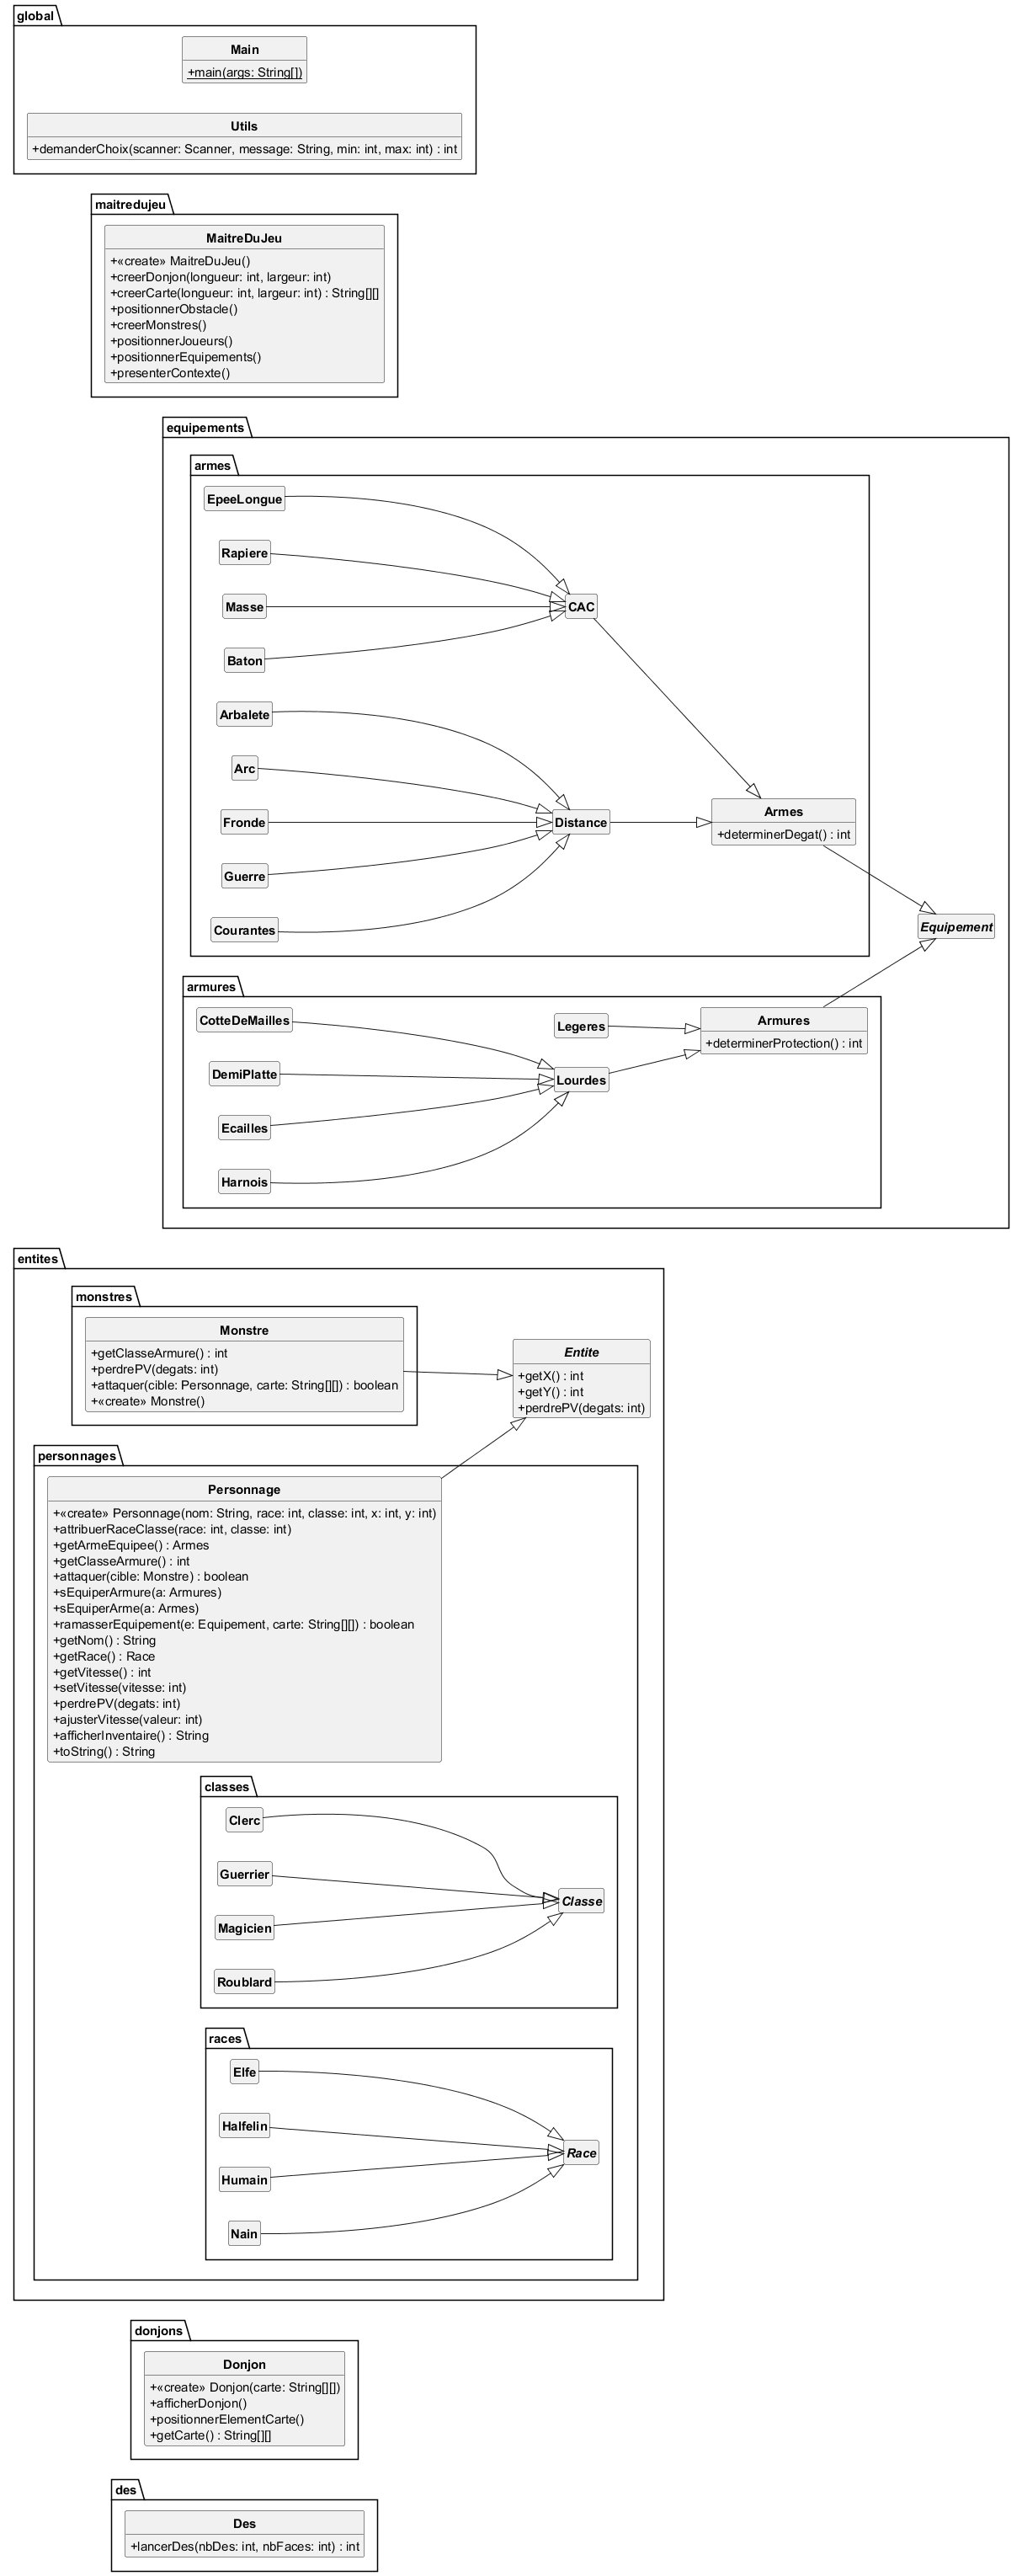 global
Main
+main(args: String[])
Utils
+demanderChoix(scanner: Scanner, message: String, min: int, max: int) : int
maitredujeu
MaitreDuJeu
+«create» MaitreDuJeu()
+creerDonjon(longueur: int, largeur: int)
+creerCarte(longueur: int, largeur: int) : String[][]
+positionnerObstacle()
+creerMonstres()
+positionnerJoueurs()
+positionnerEquipements()
+presenterContexte()
equipements
armes
EpeeLongue
Rapiere
Masse
CAC
Baton
Arbalete
Arc
Fronde
Distance
Armes
+determinerDegat() : int
Guerre
Courantes
Equipement
armures
CotteDeMailles
Legeres
Armures
+determinerProtection() : int
DemiPlatte
Lourdes
Ecailles
Harnois
entites
monstres
Monstre
+getClasseArmure() : int
+perdrePV(degats: int)
+attaquer(cible: Personnage, carte: String[][]) : boolean
+«create» Monstre()
Entite
+getX() : int
+getY() : int
+perdrePV(degats: int)
personnages
Personnage
+«create» Personnage(nom: String, race: int, classe: int, x: int, y: int)
+attribuerRaceClasse(race: int, classe: int)
+getArmeEquipee() : Armes
+getClasseArmure() : int
+attaquer(cible: Monstre) : boolean
+sEquiperArmure(a: Armures)
+sEquiperArme(a: Armes)
+ramasserEquipement(e: Equipement, carte: String[][]) : boolean
+getNom() : String
+getRace() : Race
+getVitesse() : int
+setVitesse(vitesse: int)
+perdrePV(degats: int)
+ajusterVitesse(valeur: int)
+afficherInventaire() : String
+toString() : String
classes
Clerc
Guerrier
Classe
Magicien
Roublard
races
Elfe
Halfelin
Race
Humain
Nain
donjons
Donjon
+«create» Donjon(carte: String[][])
+afficherDonjon()
+positionnerElementCarte()
+getCarte() : String[][]
des
Des
+lancerDes(nbDes: int, nbFaces: int) : int